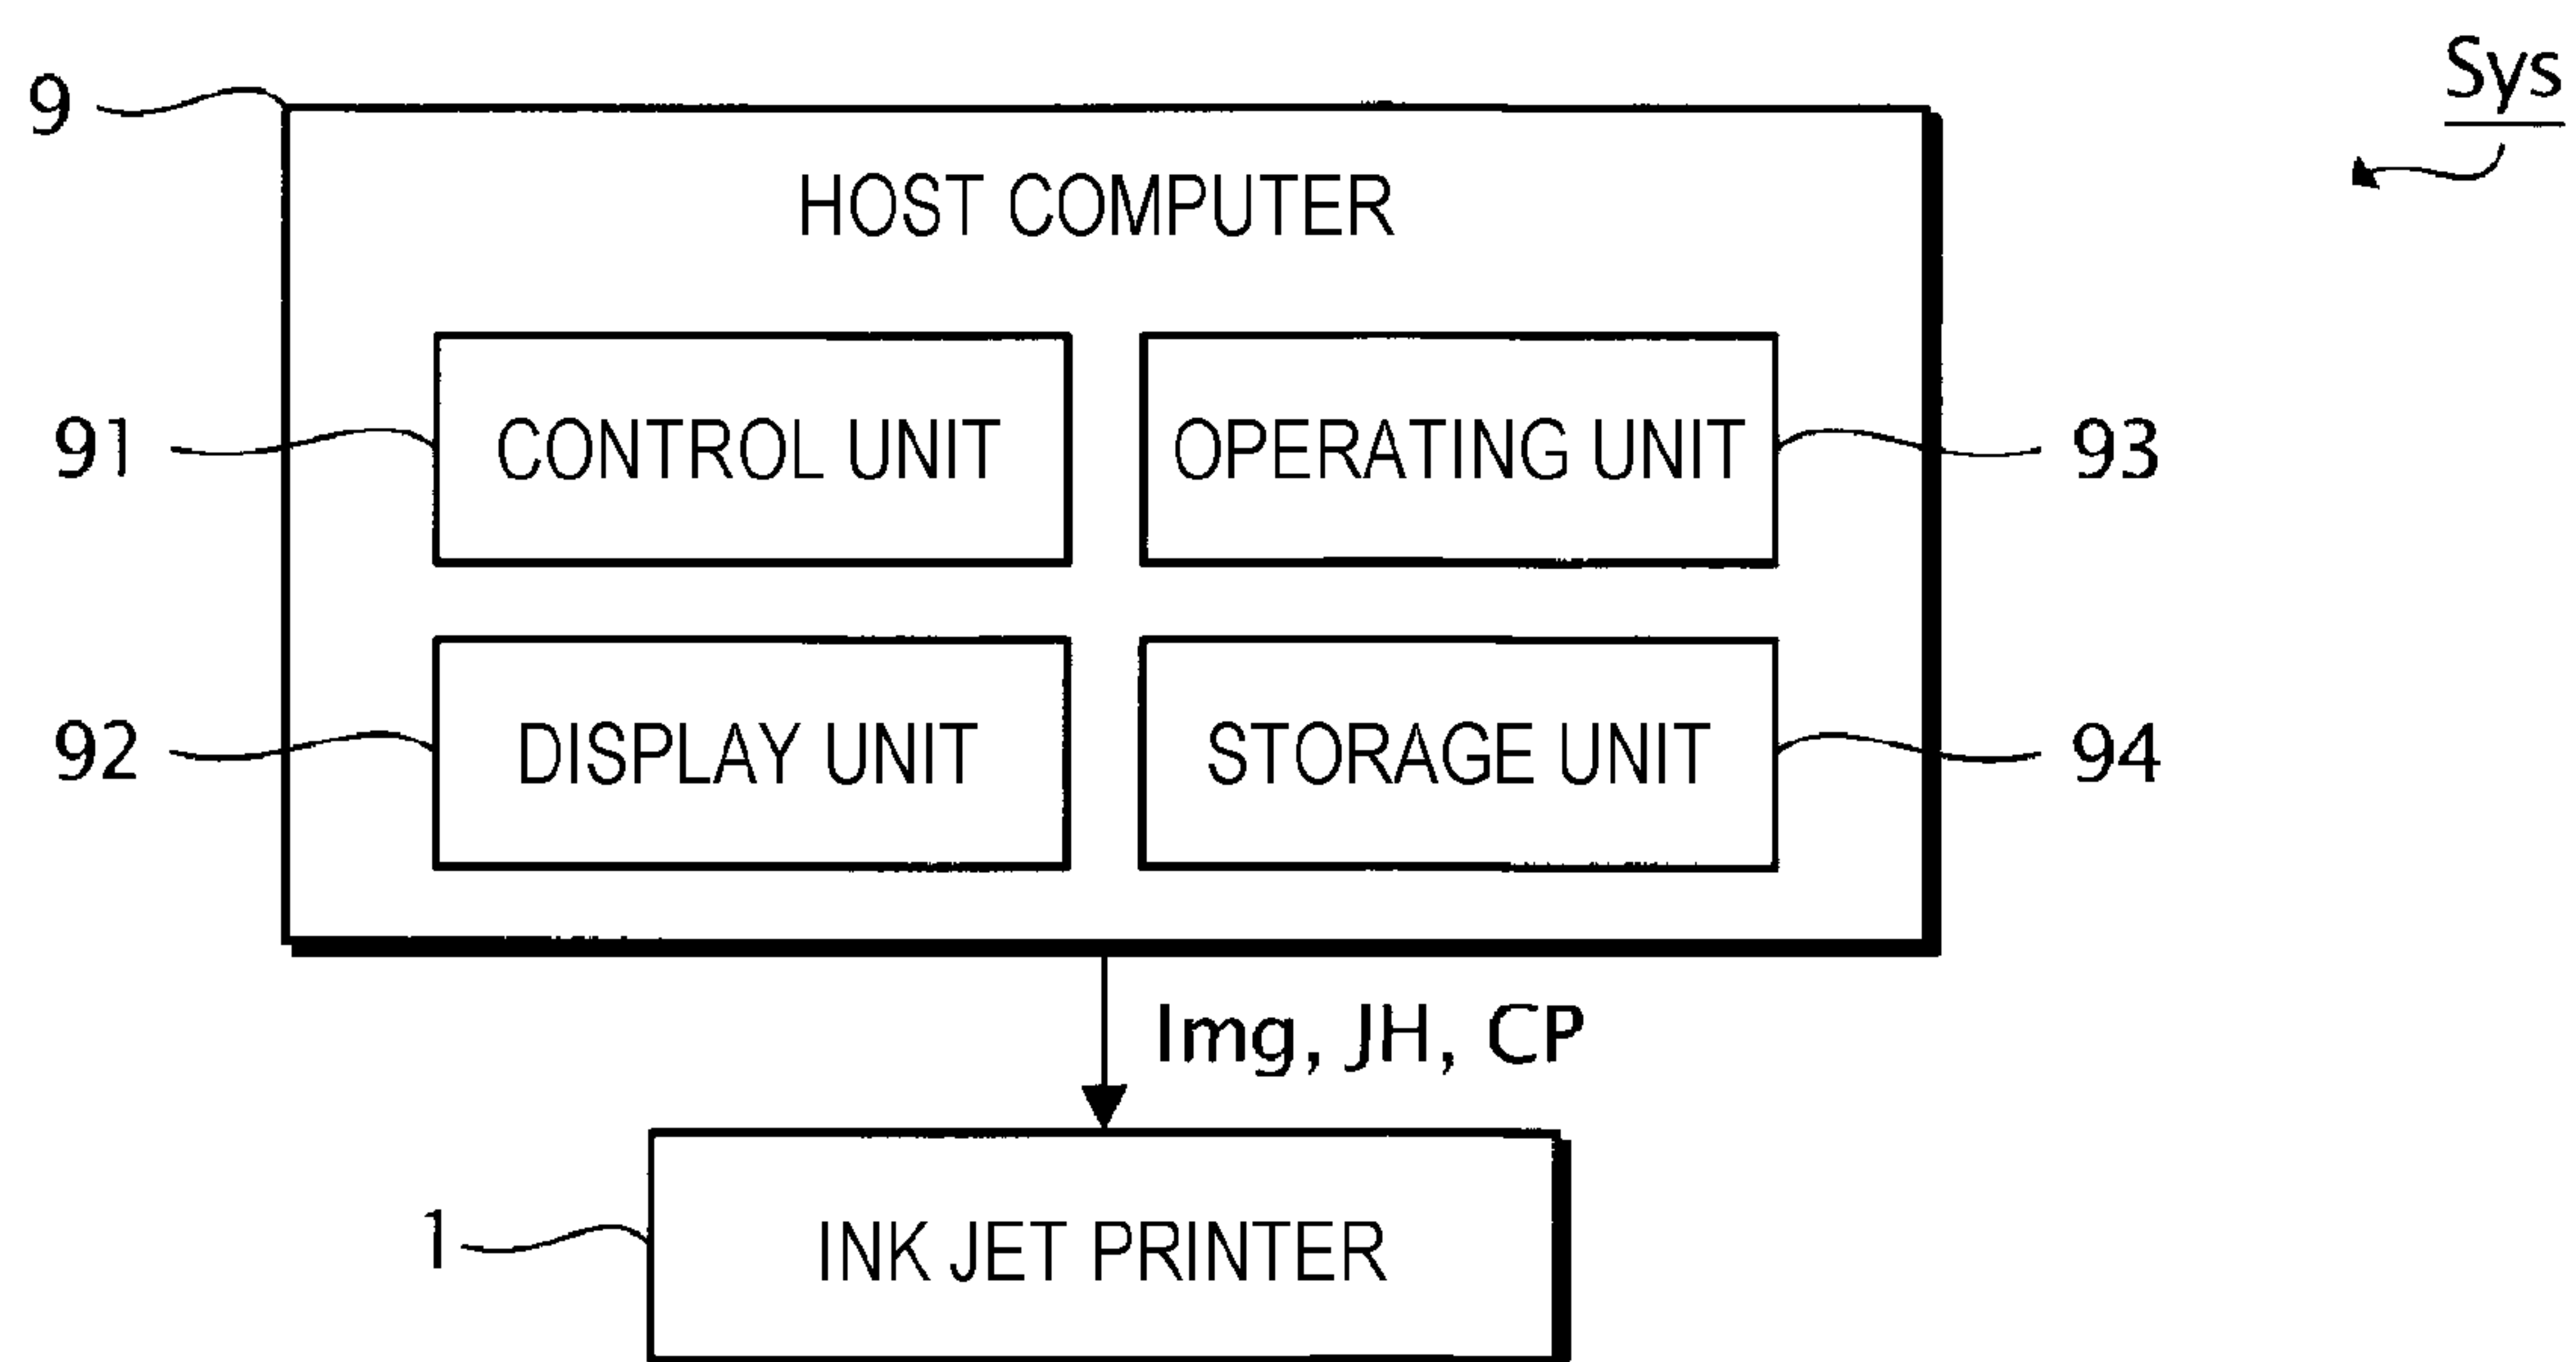 Sys
9
HOST COMPUTER
91 CONTROL UNIT OPERATING UNIT 93
92 DISPLAY UNIT STORAGE UNIT 94
Img, JH, CP
1 INK JET PRINTER